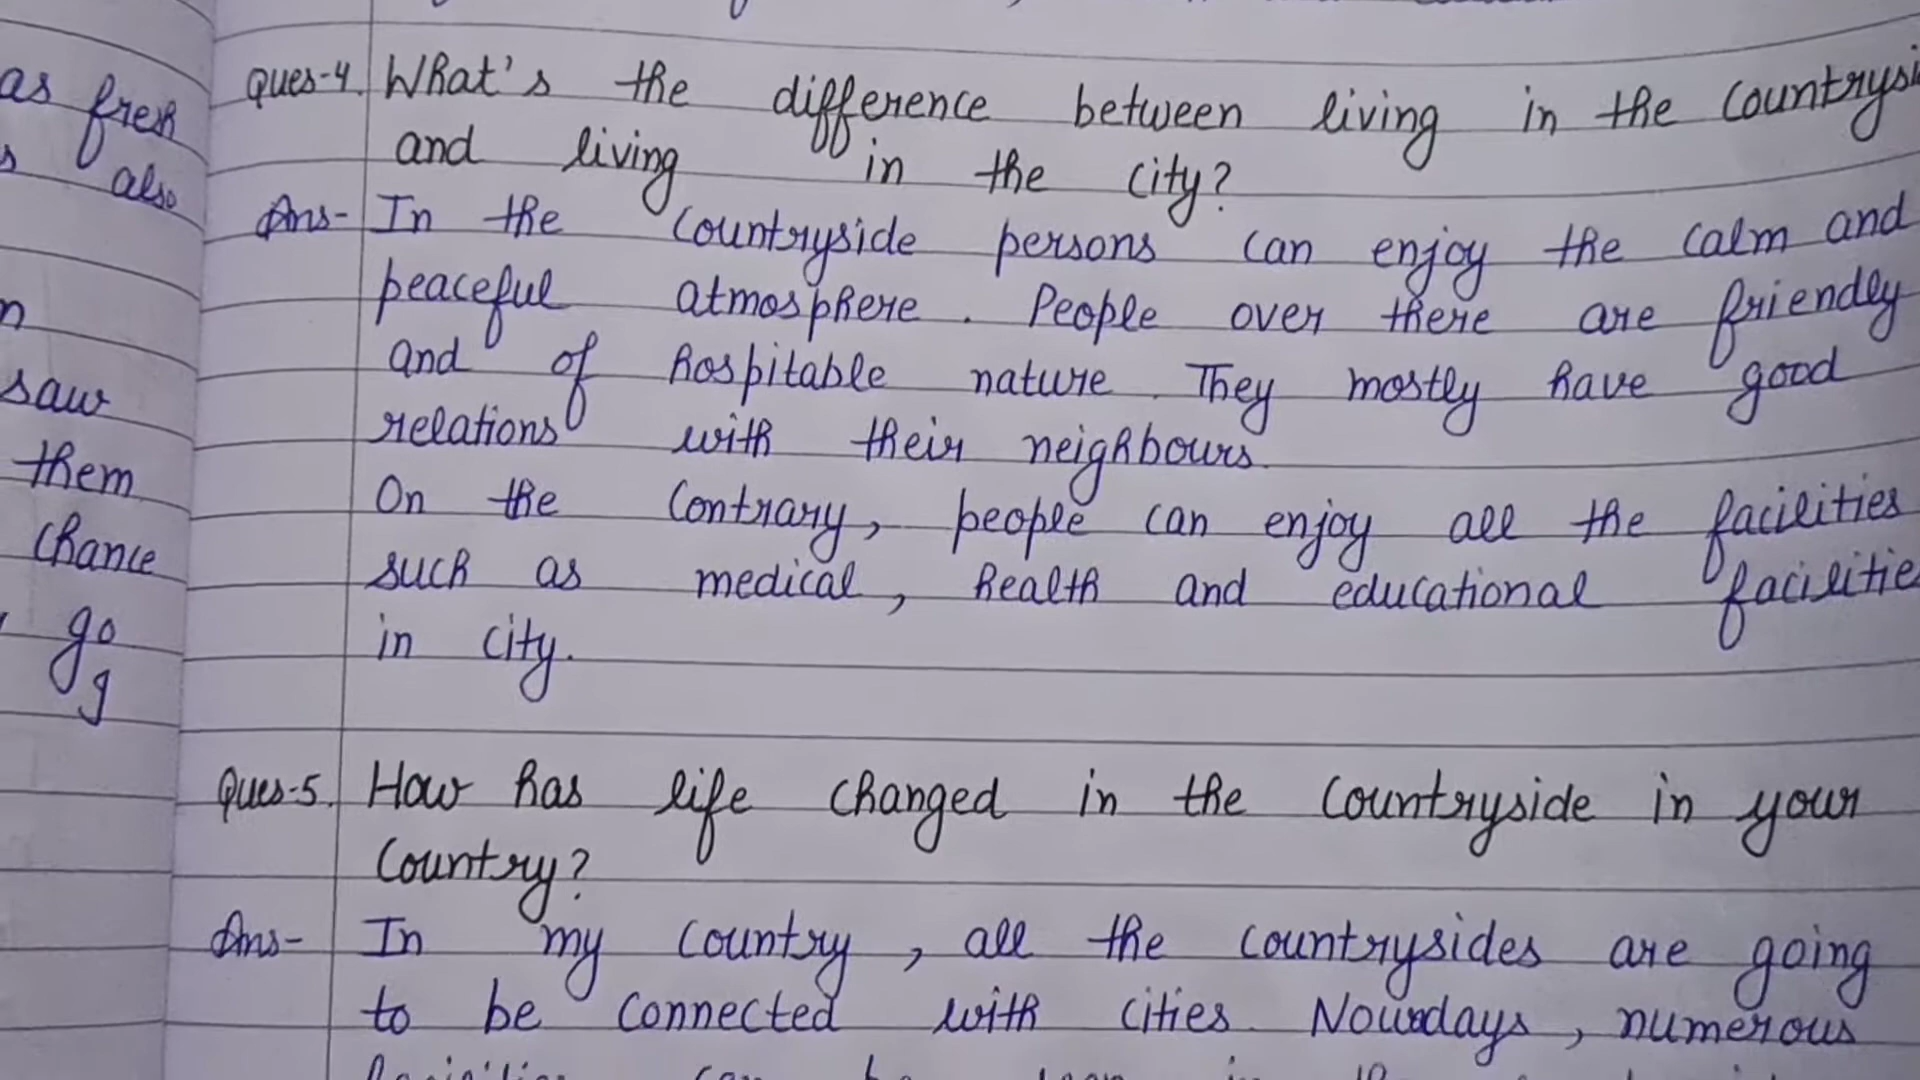 as fresh
also
saw
them
chance
go
Ques-4. What's the difference between living in the countrysi
and living in the city?
Ans- In the countryside persons can enjoy the calm and
peaceful atmosphere. People over there are friendly
and of hospitable nature. They mostly have good
relations with their neighbours.
On the contrary, people can enjoy all the facilities
such as medical, health and educational facilities
in city.
Ques-5. How has life changed in the countryside in your
country?
Ans- In my country, all the countrysides are going
to be connected with cities. Nowdays, numerous